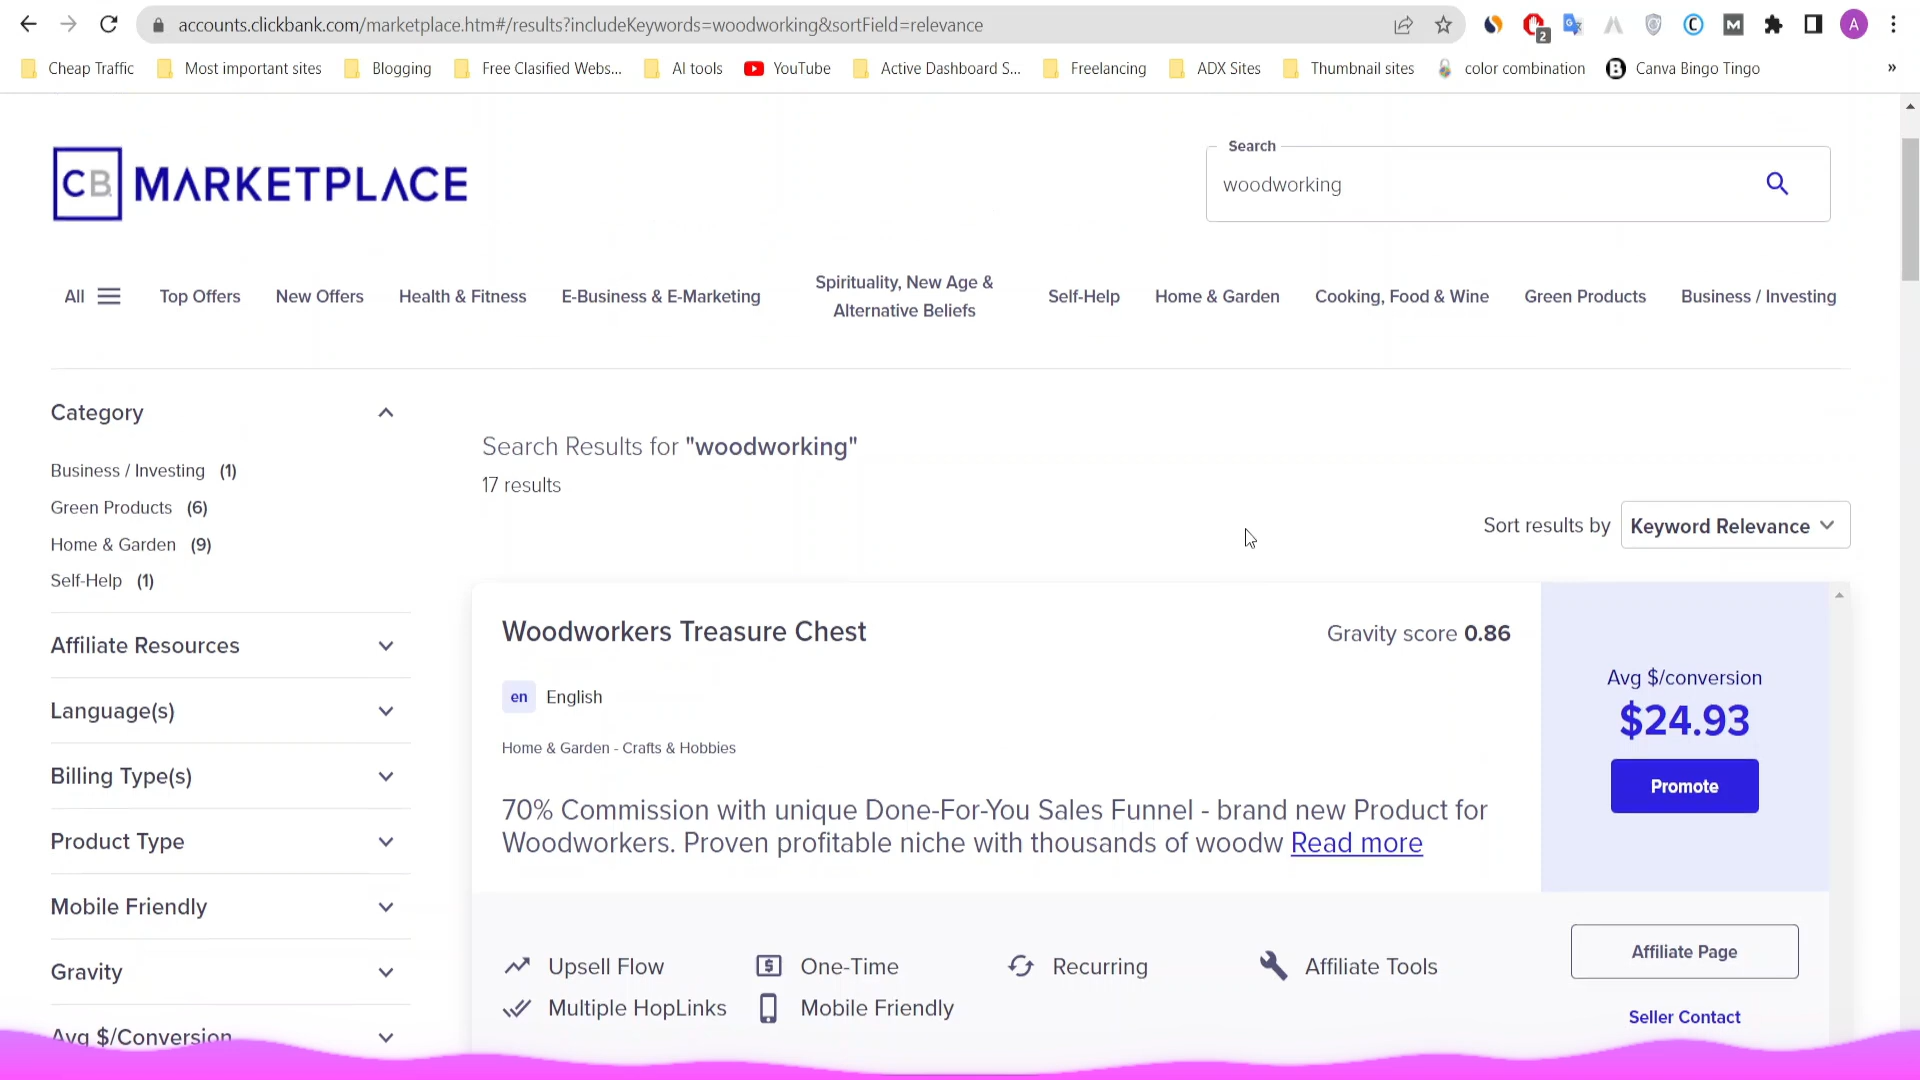 accounts.clickbank.com/marketplace.htm#/results?includeKeywords=woodworking&sortField=relevance
2
A
Cheap Traffic
Most important sites
Blogging
Free Clasified Webs...
AI tools
YouTube
Active Dashboard S...
Freelancing
ADX Sites
Thumbnail sites
color combination
Canva Bingo Tingo
»
CB MARKETPLACE
Search
woodworking
All
Top Offers
New Offers
Health & Fitness
E-Business & E-Marketing
Spirituality, New Age &
Alternative Beliefs
Self-Help
Home & Garden
Cooking, Food & Wine
Green Products
Business / Investing
Category
Business / Investing (1)
Green Products (6)
Home & Garden (9)
Self-Help (1)
Affiliate Resources
Language(s)
Billing Type(s)
Product Type
Mobile Friendly
Gravity
Avg $/Conversion
Search Results for "woodworking"
17 results
Sort results by Keyword Relevance
Woodworkers Treasure Chest
Gravity score 0.86
en English
Home & Garden - Crafts & Hobbies
70% Commission with unique Done-For-You Sales Funnel - brand new Product for
Woodworkers. Proven profitable niche with thousands of woodw Read more
Avg $/conversion
$24.93
Promote
Upsell Flow
One-Time
Recurring
Affiliate Tools
Multiple HopLinks
Mobile Friendly
Affiliate Page
Seller Contact